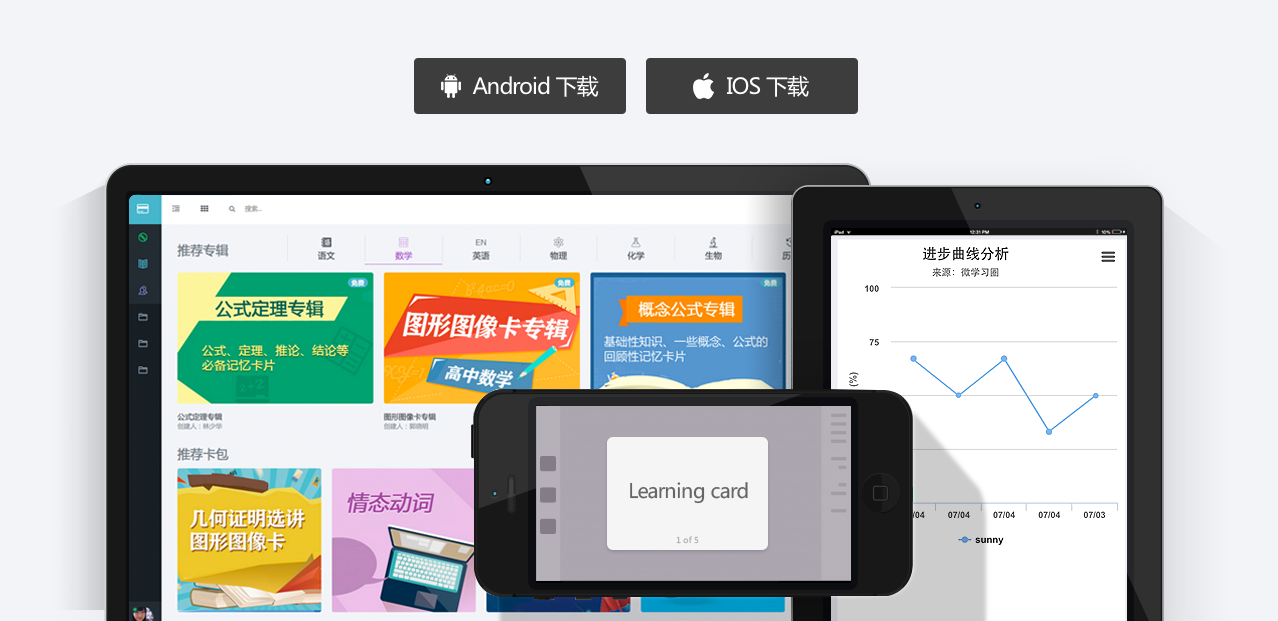 Android 下载
IOS 下载
搜索...
推荐专辑
语文
数学
EN
英语
物理
化学
生物
历
免费
公式定理专辑
公式、定理、推论、结论等
必备记忆卡片
1+2
公式定理专辑
创建人：林少华
免费
图形图像卡专辑
高中数学
图形图像卡专辑
创建人：郭晓明
免费
概念公式专辑
基础性知识、一些概念、公式的
回顾性记忆卡片
推荐卡包
几何证明选讲
图形图像卡
情态动词
Learning card
1 of 5
iPad
12:31 PM
进步曲线分析
来源：微学习圈
100
75
(%)
/04
07/04
07/04
07/04
07/03
sunny